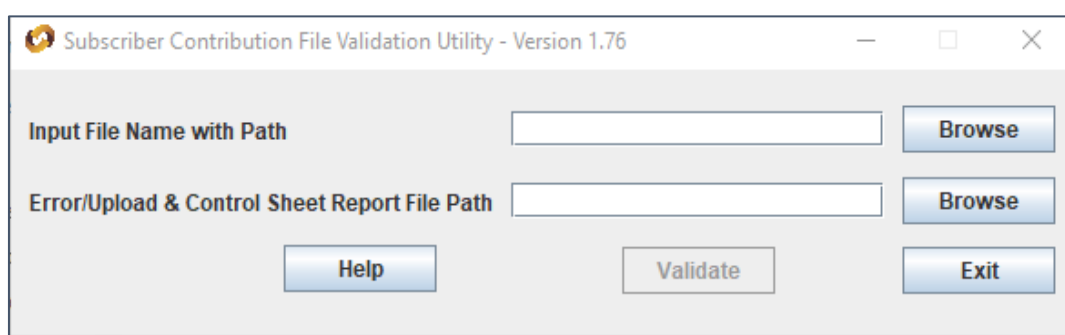 Subscriber Contribution File Validation Utility - Version 1.76
Input File Name with Path
Browse
Error/Upload & Control Sheet Report File Path
Browse
Help
Validate
Exit